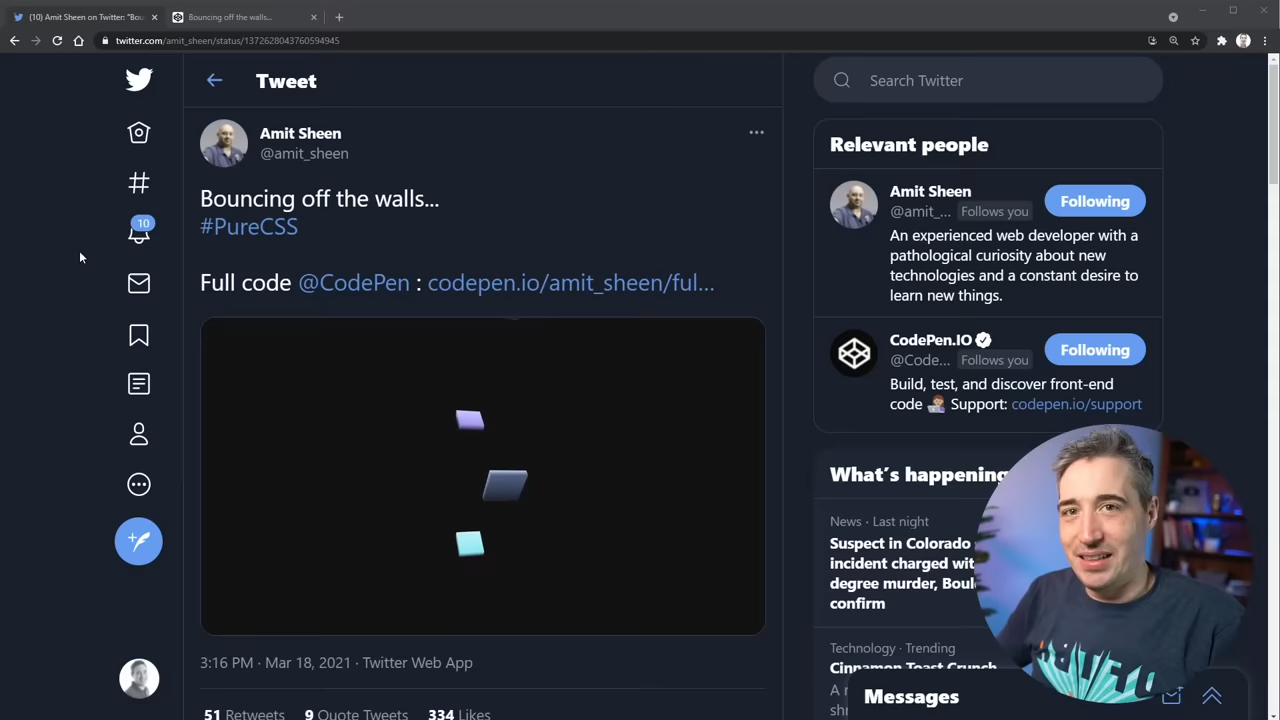 (10) Amit Sheen on Twitter: "Bou
Bouncing off the walls...
twitter.com/amit_sheen/status/1372628043760594945
Tweet
Search Twitter
Amit Sheen
@amit_sheen
Bouncing off the walls...
#PureCSS
Full code @CodePen : codepen.io/amit_sheen/ful...
10
3:16 PM · Mar 18, 2021 · Twitter Web App
51 Retweets 9 Quote Tweets 334 Likes
Relevant people
Amit Sheen
@amit_... Follows you
Following
An experienced web developer with a
pathological curiosity about new
technologies and a constant desire to
learn new things.
CodePen.IO
@Code... Follows you
Following
Build, test, and discover front-end
code Support: codepen.io/support
What's happening
News · Last night
Suspect in Colorado
incident charged wit
degree murder, Boul
confirm
Technology · Trending
Cinnamon Toast Crunch
Messages